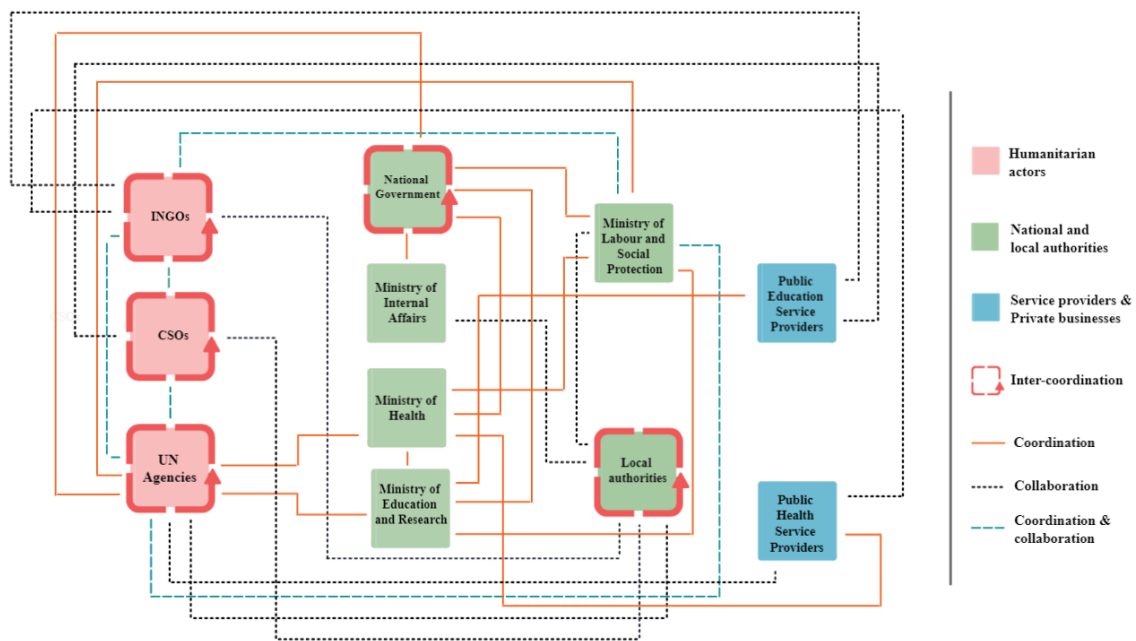 INGOs
CSOs
UN
Agencies
National
Government
Ministry of
Internal
Affairs
Ministry of
Health
Ministry of
Education
and Research
Ministry of
Labour and
Social
Protection
Local
authorities
Public
Education
Service
Providers
Public
Health
Service
Providers
Humanitarian
actors
National and
local authorities
Service providers &
Private businesses
Inter-coordination
Coordination
Collaboration
Coordination &
collaboration